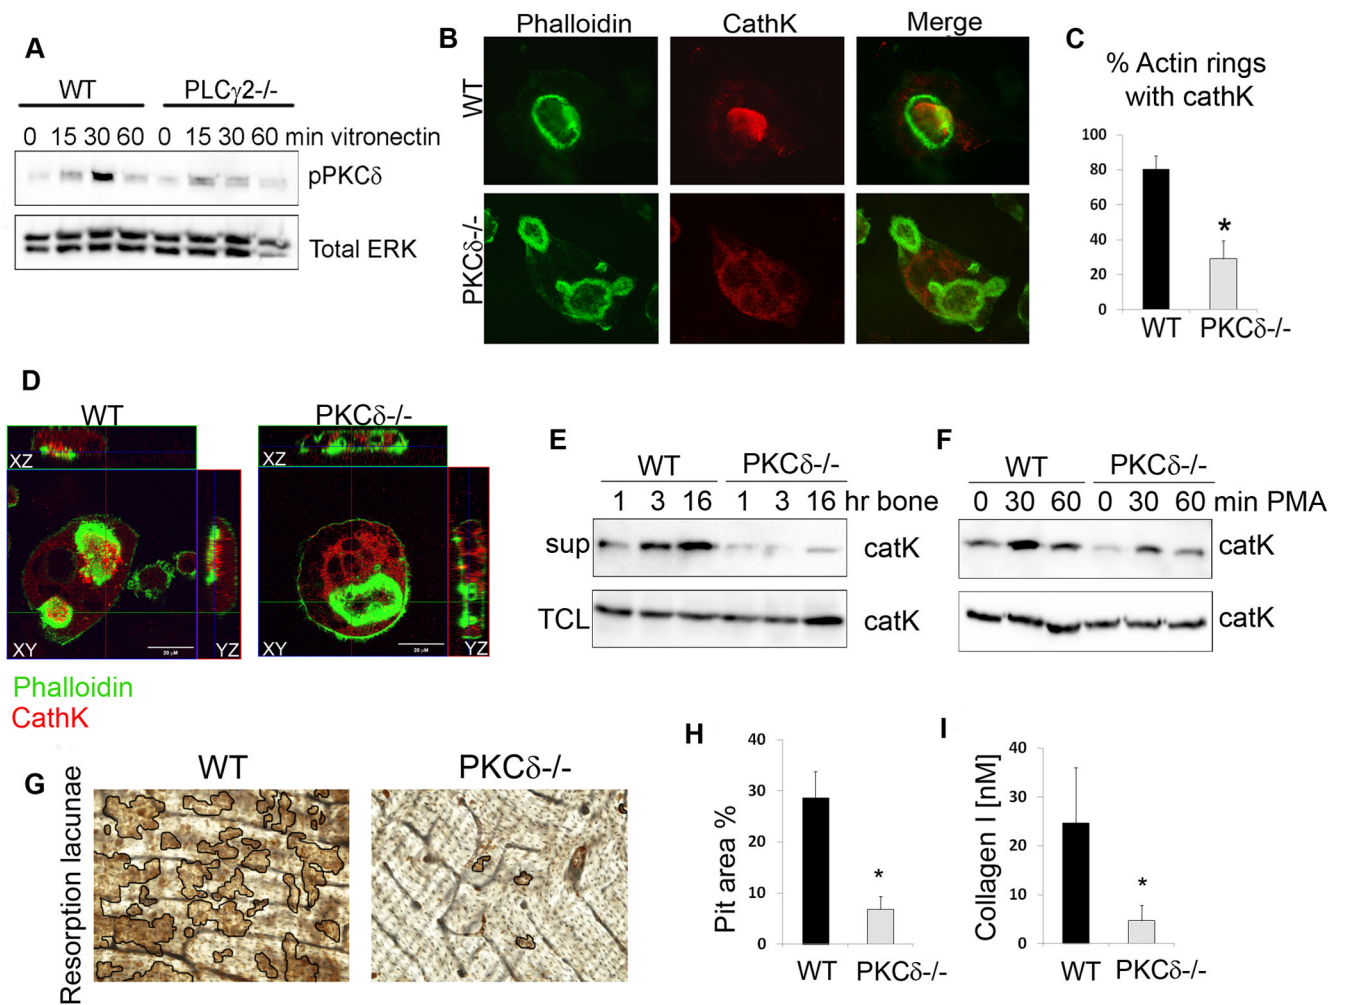 A
WT PLCγ2-/-
0 15 30 60 0 15 30 60 min vitronectin
pPKCδ
Total ERK
B
Phalloidin CathK Merge
WT
PKCδ-/-
C
% Actin rings
with cathK
100
80
60
40
20
0
*
WT PKCδ-/-
D
WT PKCδ-/-
XZ XZ
XY YZ XY YZ
20 µM 20 µM
Phalloidin
CathK
E
WT PKCδ-/-
1 3 16 1 3 16 hr bone
sup catK
TCL catK
F
WT PKCδ-/-
0 30 60 0 30 60 min PMA
catK
catK
G
WT PKCδ-/-
Resorption lacunae
H
Pit area %
40
30
20
10
0
*
WT PKCδ-/-
I
Collagen I [nM]
40
30
20
10
0
*
WT PKCδ-/-